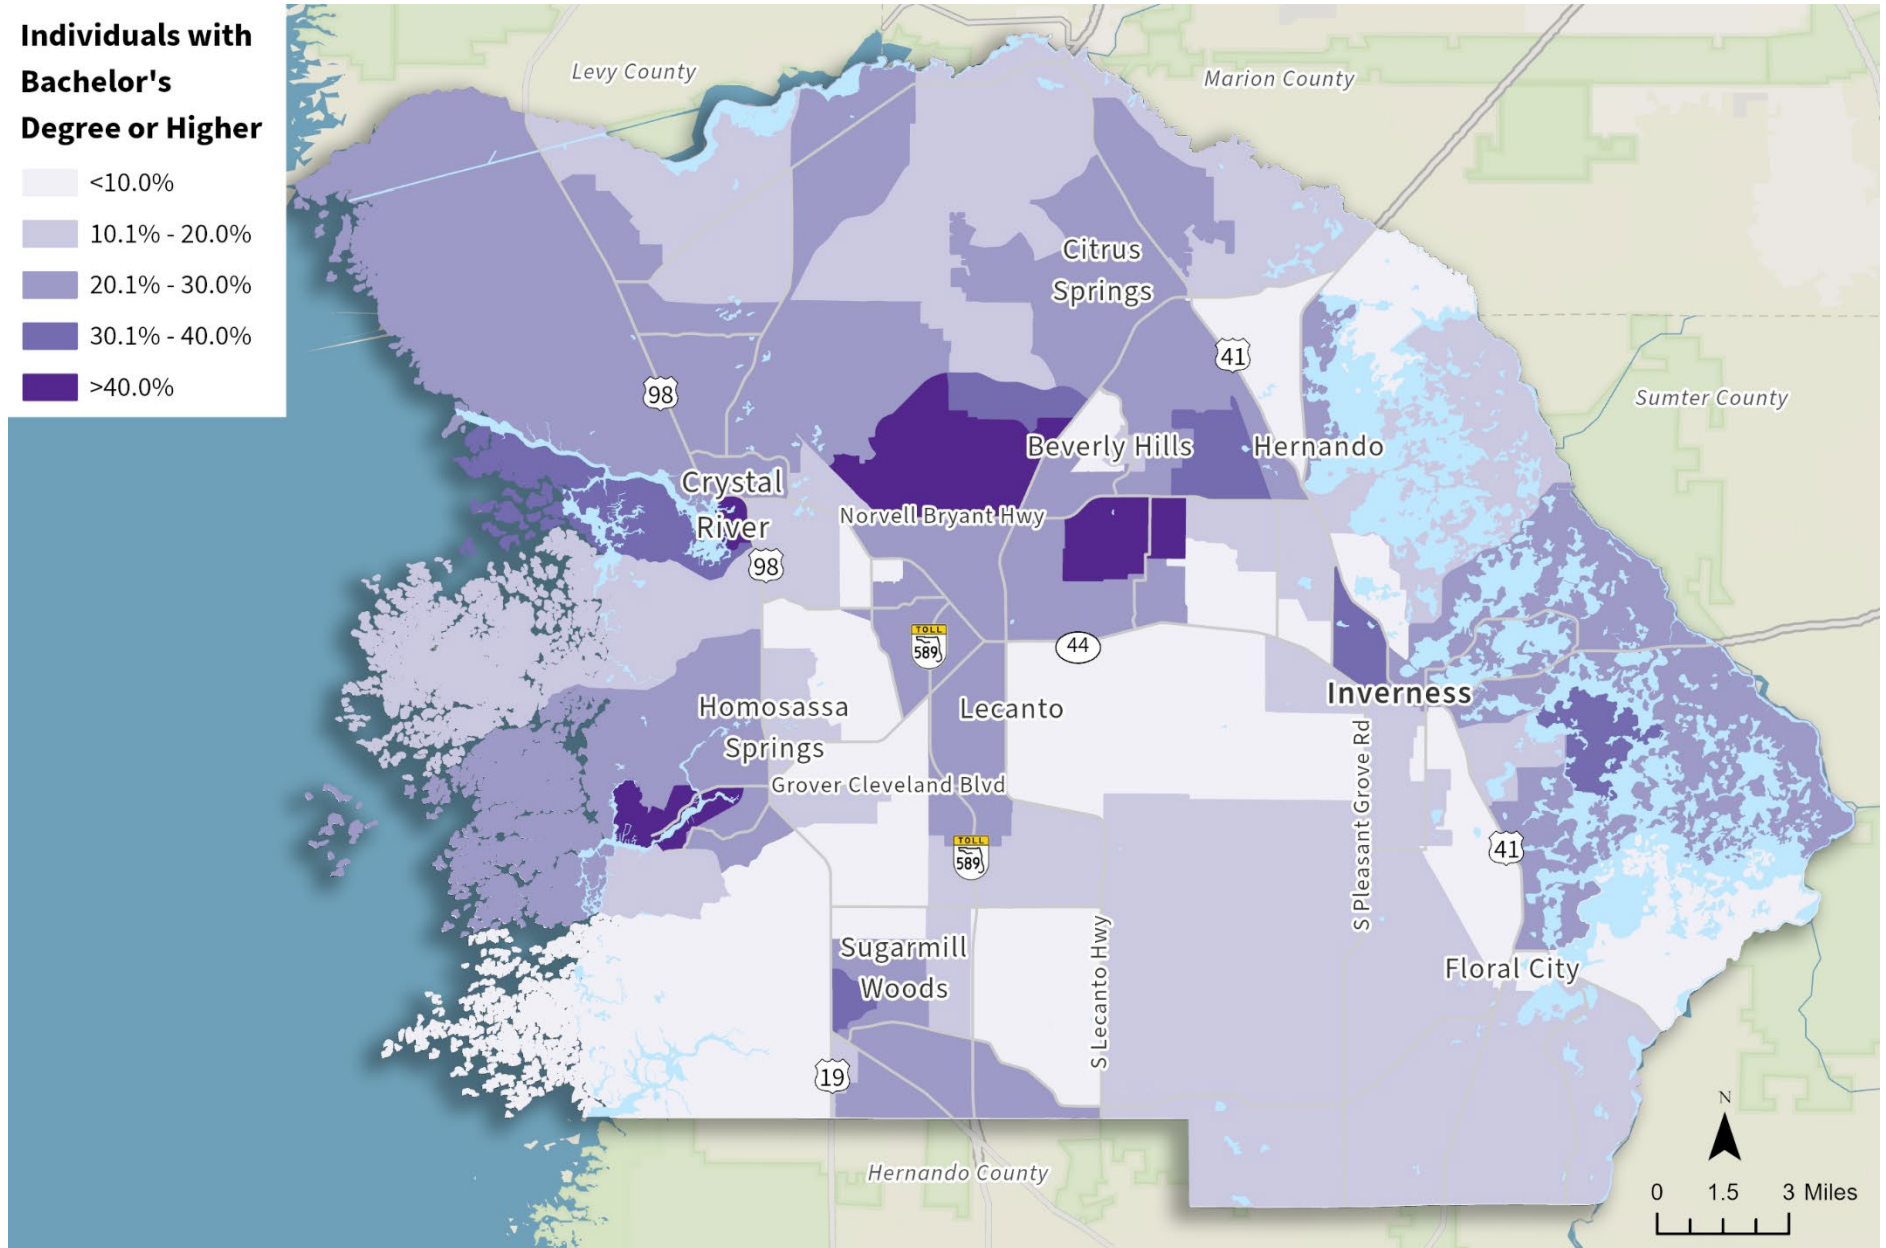 Individuals with
Bachelor's
Degree or Higher
<10.0%
10.1% - 20.0%
20.1% - 30.0%
30.1% - 40.0%
>40.0%
Levy County
Marion County
Citrus
Springs
41
98
Sumter County
Beverly Hills
Hernando
Crystal
River
Norvell Bryant Hwy
98
TOLL
589
44
Inverness
Homosassa
Springs
Lecanto
S Pleasant Grove Rd
Grover Cleveland Blvd
TOLL
589
41
Sugarmill
Woods
S Lecanto Hwy
Floral City
19
Hernando County
N
0 1.5 3 Miles